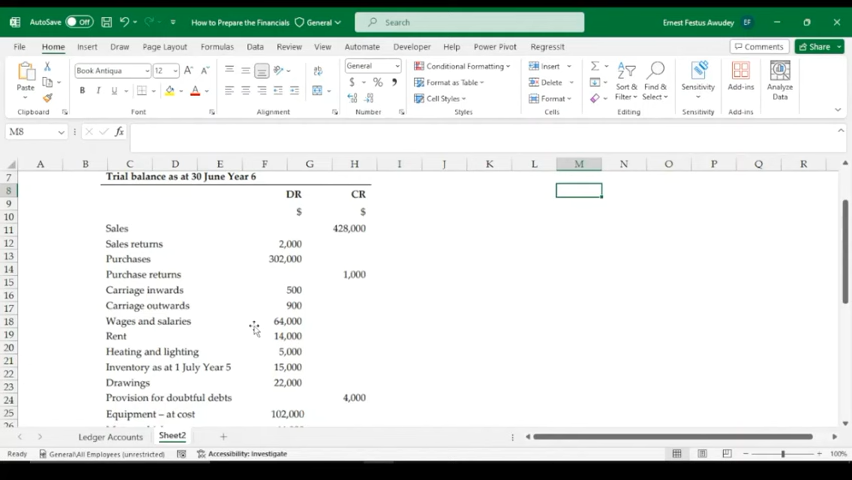 AutoSave Off How to Prepare the Financials General Search Ernest Festus Awudey EF
File Home Insert Draw Page Layout Formulas Data Review View Automate Developer Help Power Pivot Regressit Comments Share
Paste Book Antiqua 12 A A General Conditional Formatting Insert Sort & Filter Find & Select Sensitivity Add-ins Analyze Data
B I U A $ % Format as Table Delete
Cell Styles Format
Clipboard Font Alignment Number Styles Cells Editing Sensitivity Add-ins
M8 fx
A B C D E F G H I J K L M N O P Q R
7 Trial balance as at 30 June Year 6
8 DR CR
9
10 $ $
11 Sales 428,000
12 Sales returns 2,000
13 Purchases 302,000
14 Purchase returns 1,000
15 Carriage inwards 500
16 Carriage outwards 900
17
18 Wages and salaries 64,000
19 Rent 14,000
20 Heating and lighting 5,000
21 Inventory as at 1 July Year 5 15,000
22 Drawings 22,000
23
24 Provision for doubtful debts 4,000
25 Equipment – at cost 102,000
26
Ledger Accounts Sheet2
Ready General\All Employees (unrestricted) Accessibility: Investigate 100%